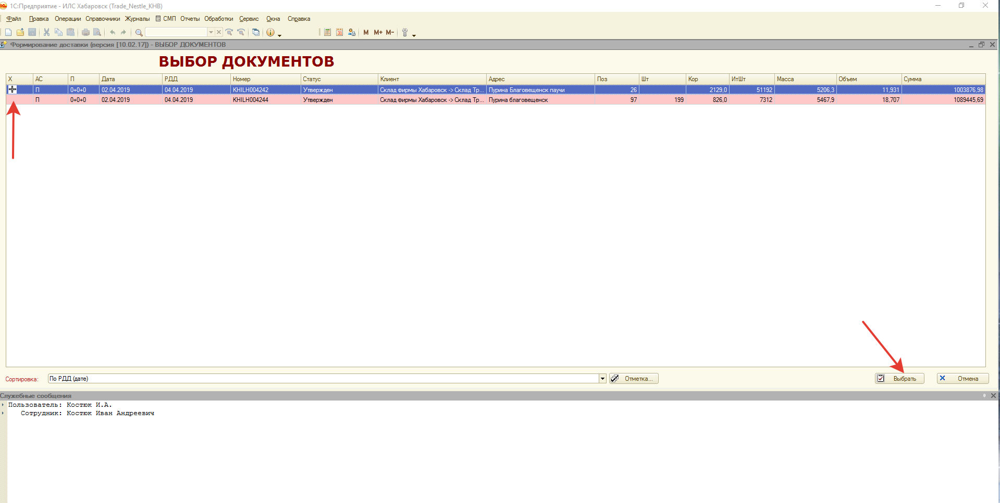 1С:Предприятие - ИЛС Хабаровск (Trade_Nestle_KHB)
Файл Правка Операции Справочники Журналы СМП Отчеты Обработки Сервис Окна Справка
31 M M+ M-
Формирование доставки (версия [10.02.17]) - ВЫБОР ДОКУМЕНТОВ
ВЫБОР ДОКУМЕНТОВ
X АС П Дата РДД Номер Статус Клиент Адрес Поз Шт Кор ИтШт Масса Объем Сумма
П 0+0+0 02.04.2019 04.04.2019 KHILH004242 Утвержден Склад Фирмы Хабаровск -> Склад Тр... Пурина Благовещенск паучи 26 2129,0 51192 5206,3 11,931 1003876,98
П 0+0+0 02.04.2019 04.04.2019 KHILH004244 Утвержден Склад Фирмы Хабаровск -> Склад Тр... Пурина благовещенск 97 199 826,0 7312 5467,9 18,707 1089445,69
Сортировка: По РДД (дате) Отметка... Выбрать Отмена
Служебные сообщения
Пользователь: Костюк И.А.
Сотрудник: Костюк Иван Андреевич